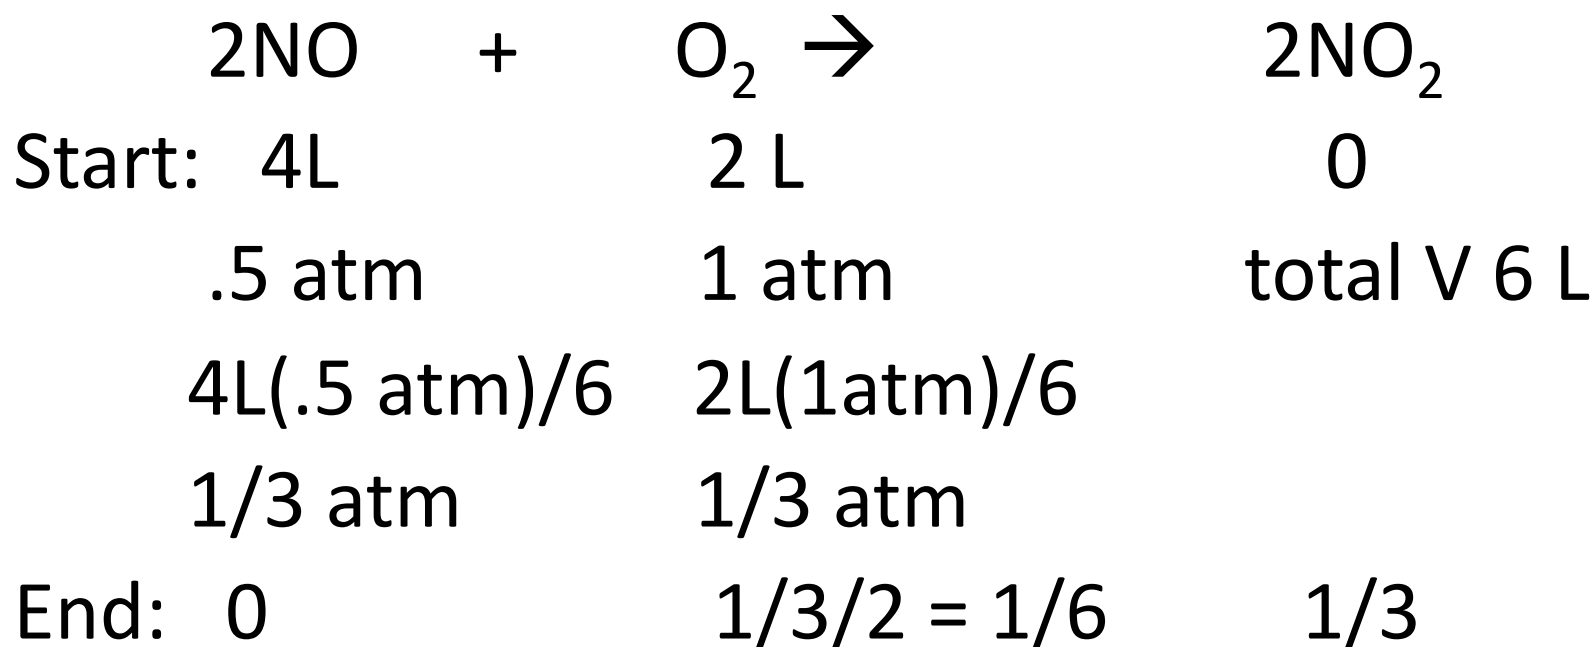 2NO + O₂ → 2NO₂
Start: 4L 2 L 0
.5 atm 1 atm total V 6 L
4L(.5 atm)/6 2L(1atm)/6
1/3 atm 1/3 atm
End: 0 1/3/2 = 1/6 1/3